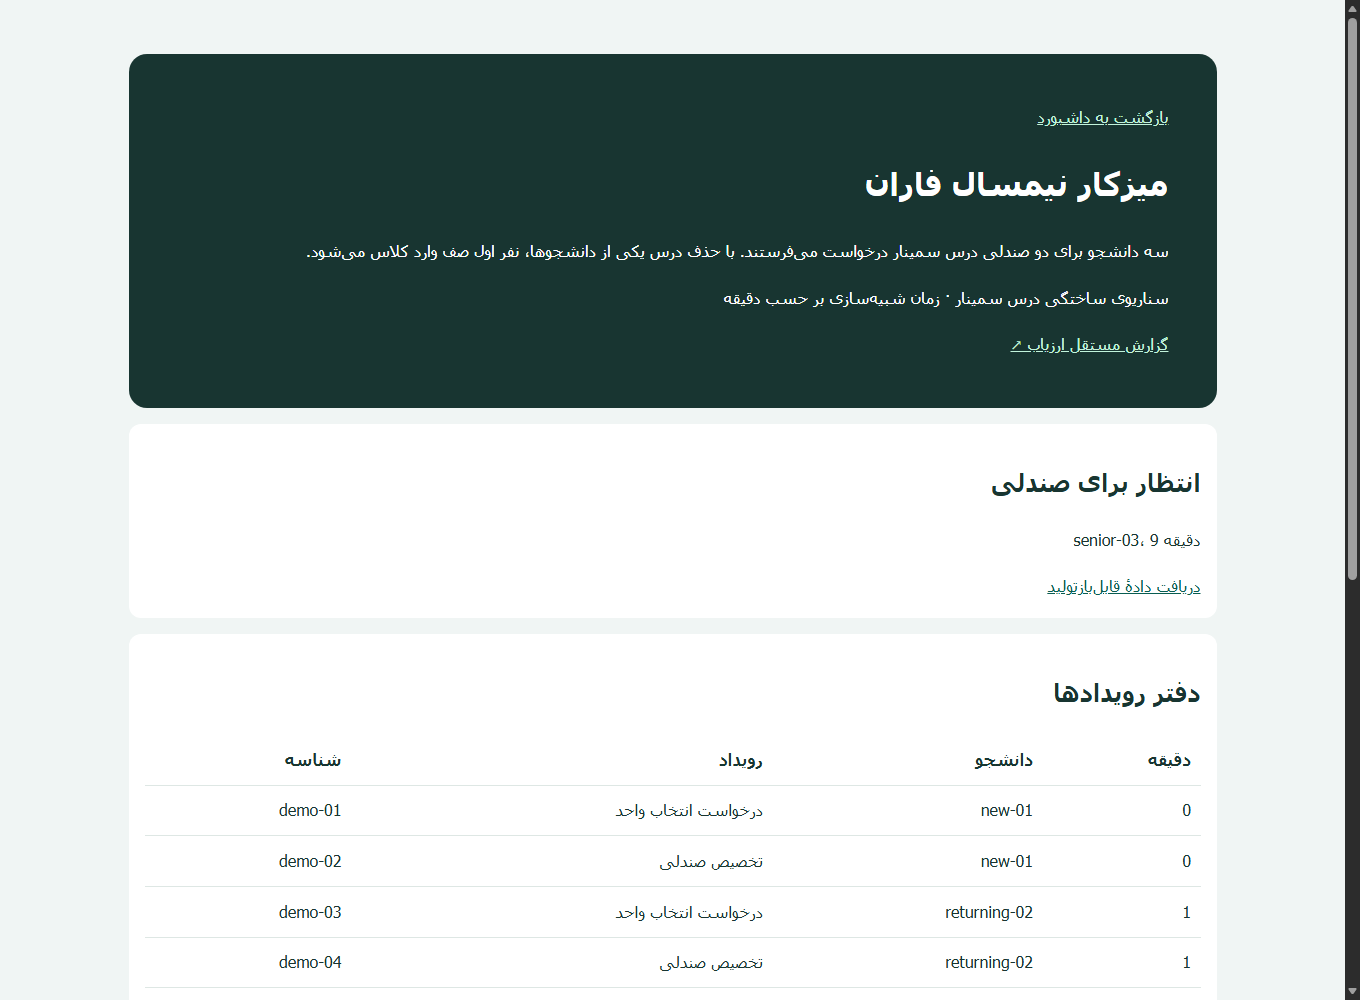 بازگشت به داشبورد
میزکار نیمسال فاران
سه دانشجو برای دو صندلی درس سمینار درخواست می‌فرستند. با حذف درس یکی از دانشجوها، نفر اول صف وارد کلاس می‌شود.
سناریوی ساختگی درس سمینار · زمان شبیه‌سازی بر حسب دقیقه
گزارش مستقل ارزیاب ↗
انتظار برای صندلی
دقیقه 9 ،senior-03
دریافت دادهٔ قابل‌بازتولید
دفتر رویدادها
دقیقه دانشجو رویداد شناسه
0 new-01 درخواست انتخاب واحد demo-01
0 new-01 تخصیص صندلی demo-02
1 returning-02 درخواست انتخاب واحد demo-03
1 returning-02 تخصیص صندلی demo-04